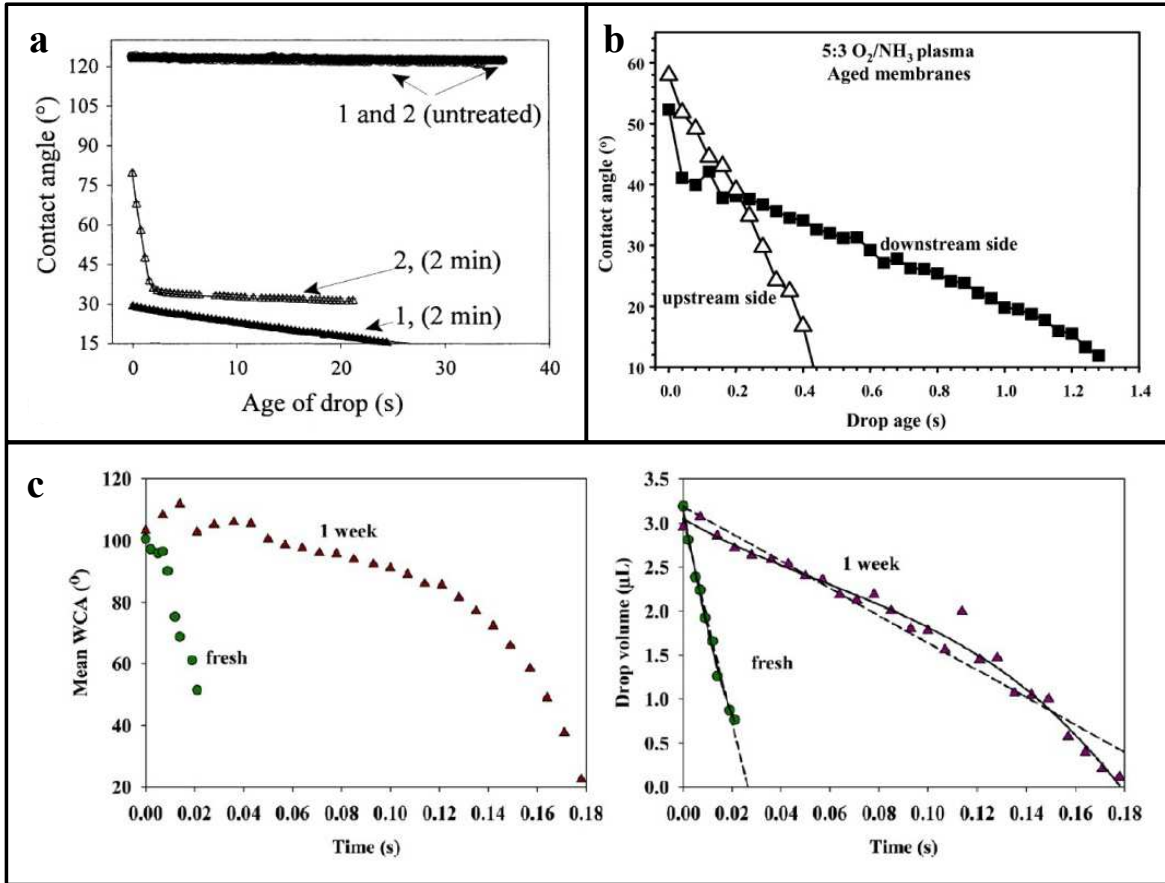 a
120
105
90
75
60
45
30
15
Contact angle (°)
0
10
20
30
40
Age of drop (s)
1 and 2 (untreated)
2, (2 min)
1, (2 min)
b
5:3 O₂/NH₃ plasma
Aged membranes
60
50
40
30
20
10
Contact angle (°)
downstream side
upstream side
0.0
0.2
0.4
0.6
0.8
1.0
1.2
1.4
Drop age (s)
c
120
100
80
60
40
20
Mean WCA (⁰)
1 week
fresh
0.00
0.02
0.04
0.06
0.08
0.10
0.12
0.14
0.16
0.18
Time (s)
3.5
3.0
2.5
2.0
1.5
1.0
0.5
0.0
Drop volume (µL)
1 week
fresh
0.00
0.02
0.04
0.06
0.08
0.10
0.12
0.14
0.16
0.18
Time (s)